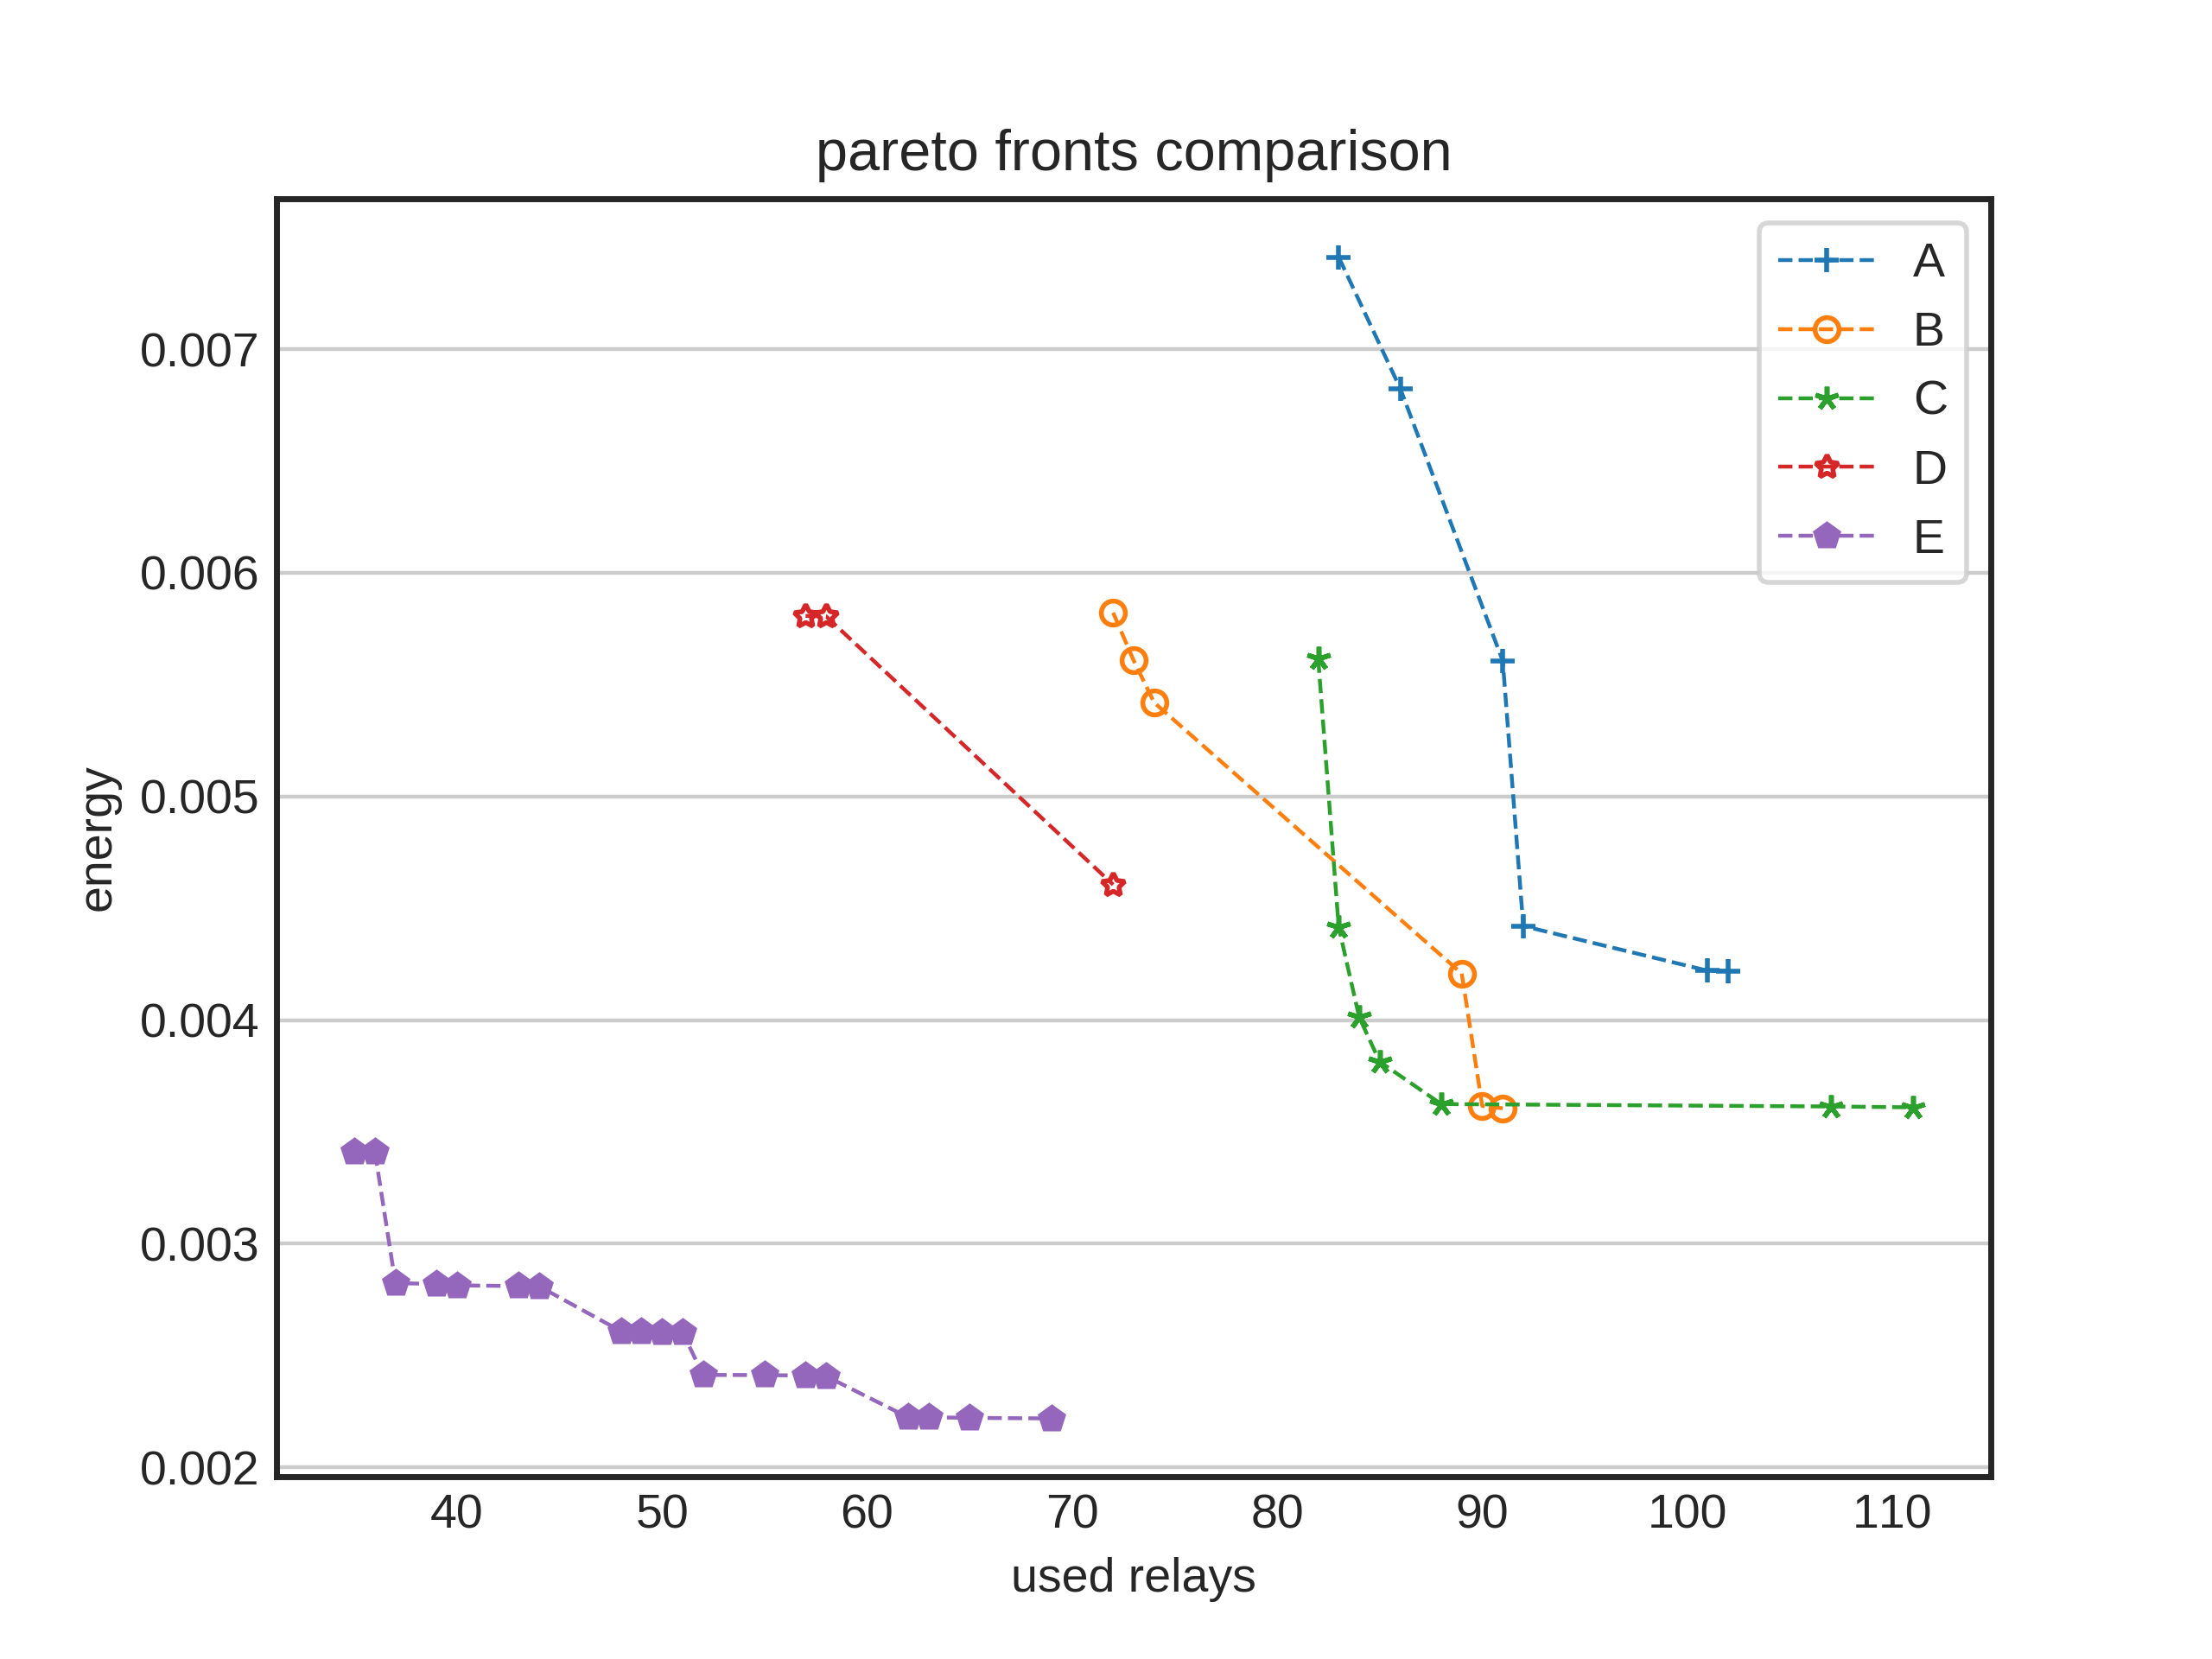 pareto fronts comparison
A
B
C
D
E
0.007
0.006
0.005
0.004
0.003
0.002
energy
40 50 60 70 80 90 100 110
used relays